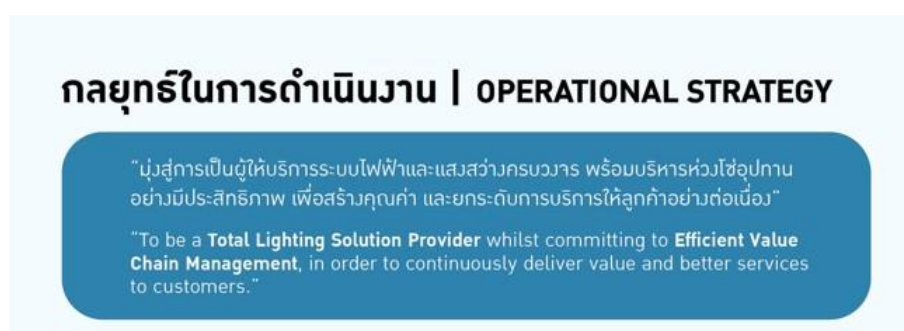 กลยุทธ์ในการดำเนินงาน | OPERATIONAL STRATEGY
“มุ่งสู่การเป็นผู้ให้บริการระบบไฟฟ้าและแสงสว่างครบวงจร พร้อมบริหารห่วงโซ่อุปทาน
อย่างมีประสิทธิภาพ เพื่อสร้างคุณค่า และยกระดับการบริการให้ลูกค้าอย่างต่อเนื่อง“
“To be a Total Lighting Solution Provider whilst committing to Efficient Value
Chain Management, in order to continuously deliver value and better services
to customers.”